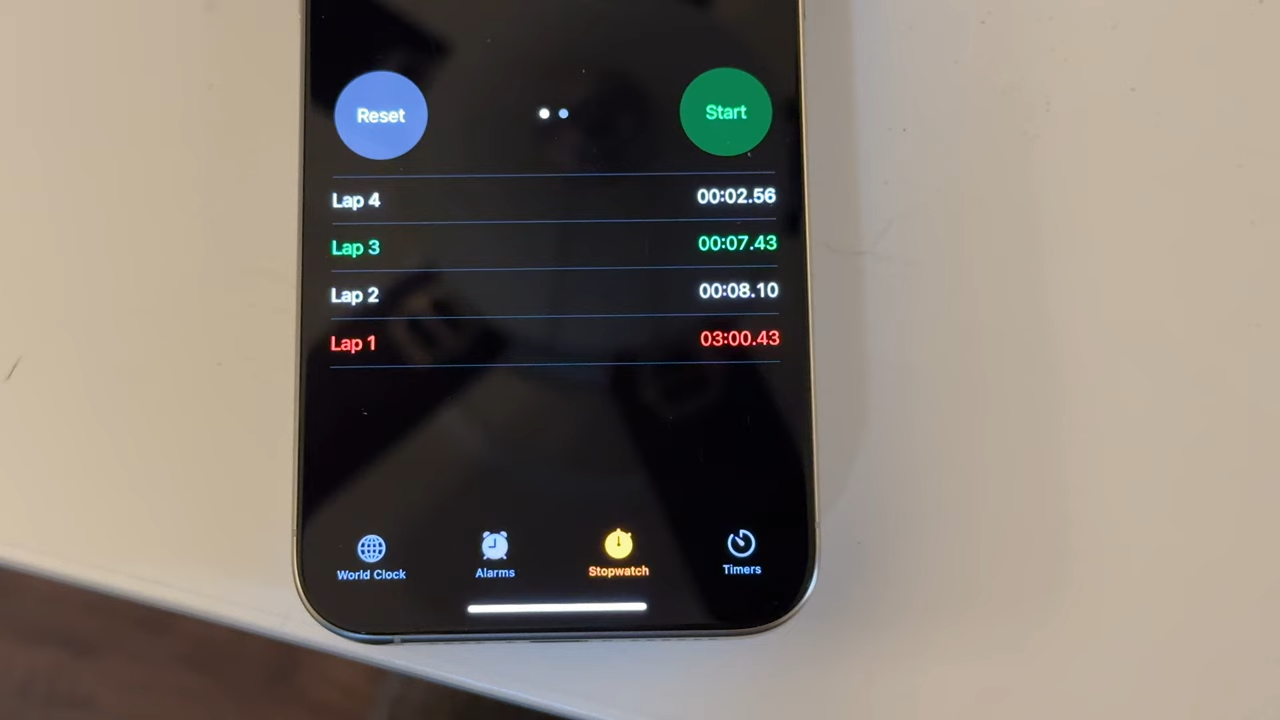 Reset Start
Lap 4 00:02.56
Lap 3 00:07.43
Lap 2 00:08.10
Lap 1 03:00.43
World Clock Alarms Stopwatch Timers